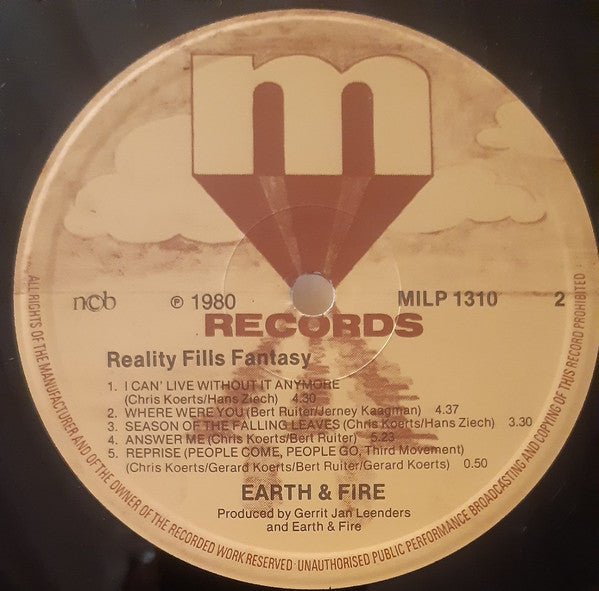 m
RECORDS
n©b
℗ 1980
MILP 1310
2
Reality Fills Fantasy
1. I CAN' LIVE WITHOUT IT ANYMORE
(Chris Koerts/Hans Ziech) 4.30
2. WHERE WERE YOU (Bert Ruiter/Jerney Kaagman) 4.37
3. SEASON OF THE FALLING LEAVES (Chris Koerts/Hans Ziech) 3.30
4. ANSWER ME (Chris Koerts/Bert Ruiter) 5.23
5. REPRISE (PEOPLE COME, PEOPLE GO, Third Movement)
(Chris Koerts/Gerard Koerts/Bert Ruiter/Gerard Koerts) 0.50
EARTH & FIRE
Produced by Gerrit Jan Leenders
and Earth & Fire
ALL RIGHTS OF THE MANUFACTURER AND OF THE OWNER OF THE RECORDED WORK RESERVED UNAUTHORISED PUBLIC PERFORMANCE BROADCASTING AND COPYING OF THIS RECORD PROHIBITED